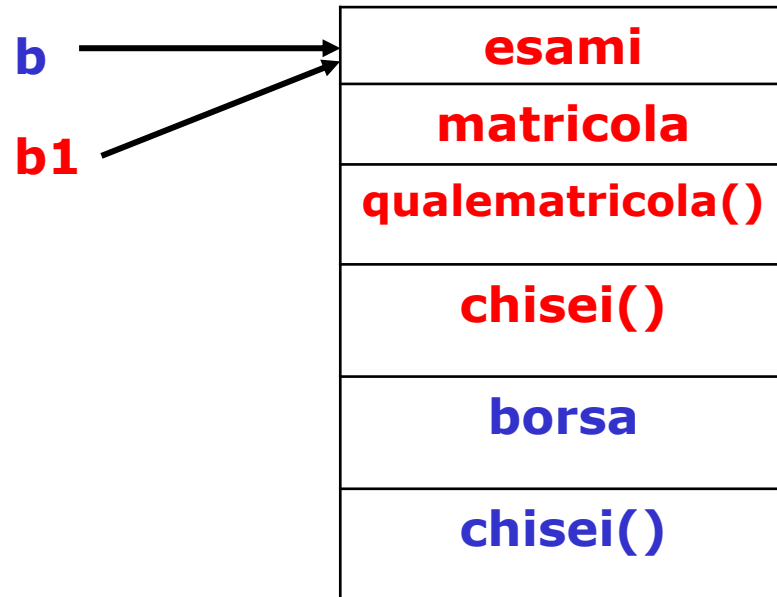 b
b1
esami
matricola
qualematricola()
chisei()
borsa
chisei()